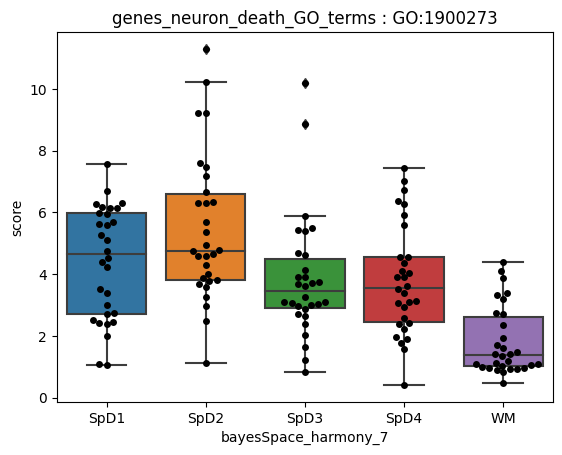 genes_neuron_death_GO_terms : GO:1900273
score
10
8
6
4
2
0
SpD1 SpD2 SpD3 SpD4 WM
bayesSpace_harmony_7